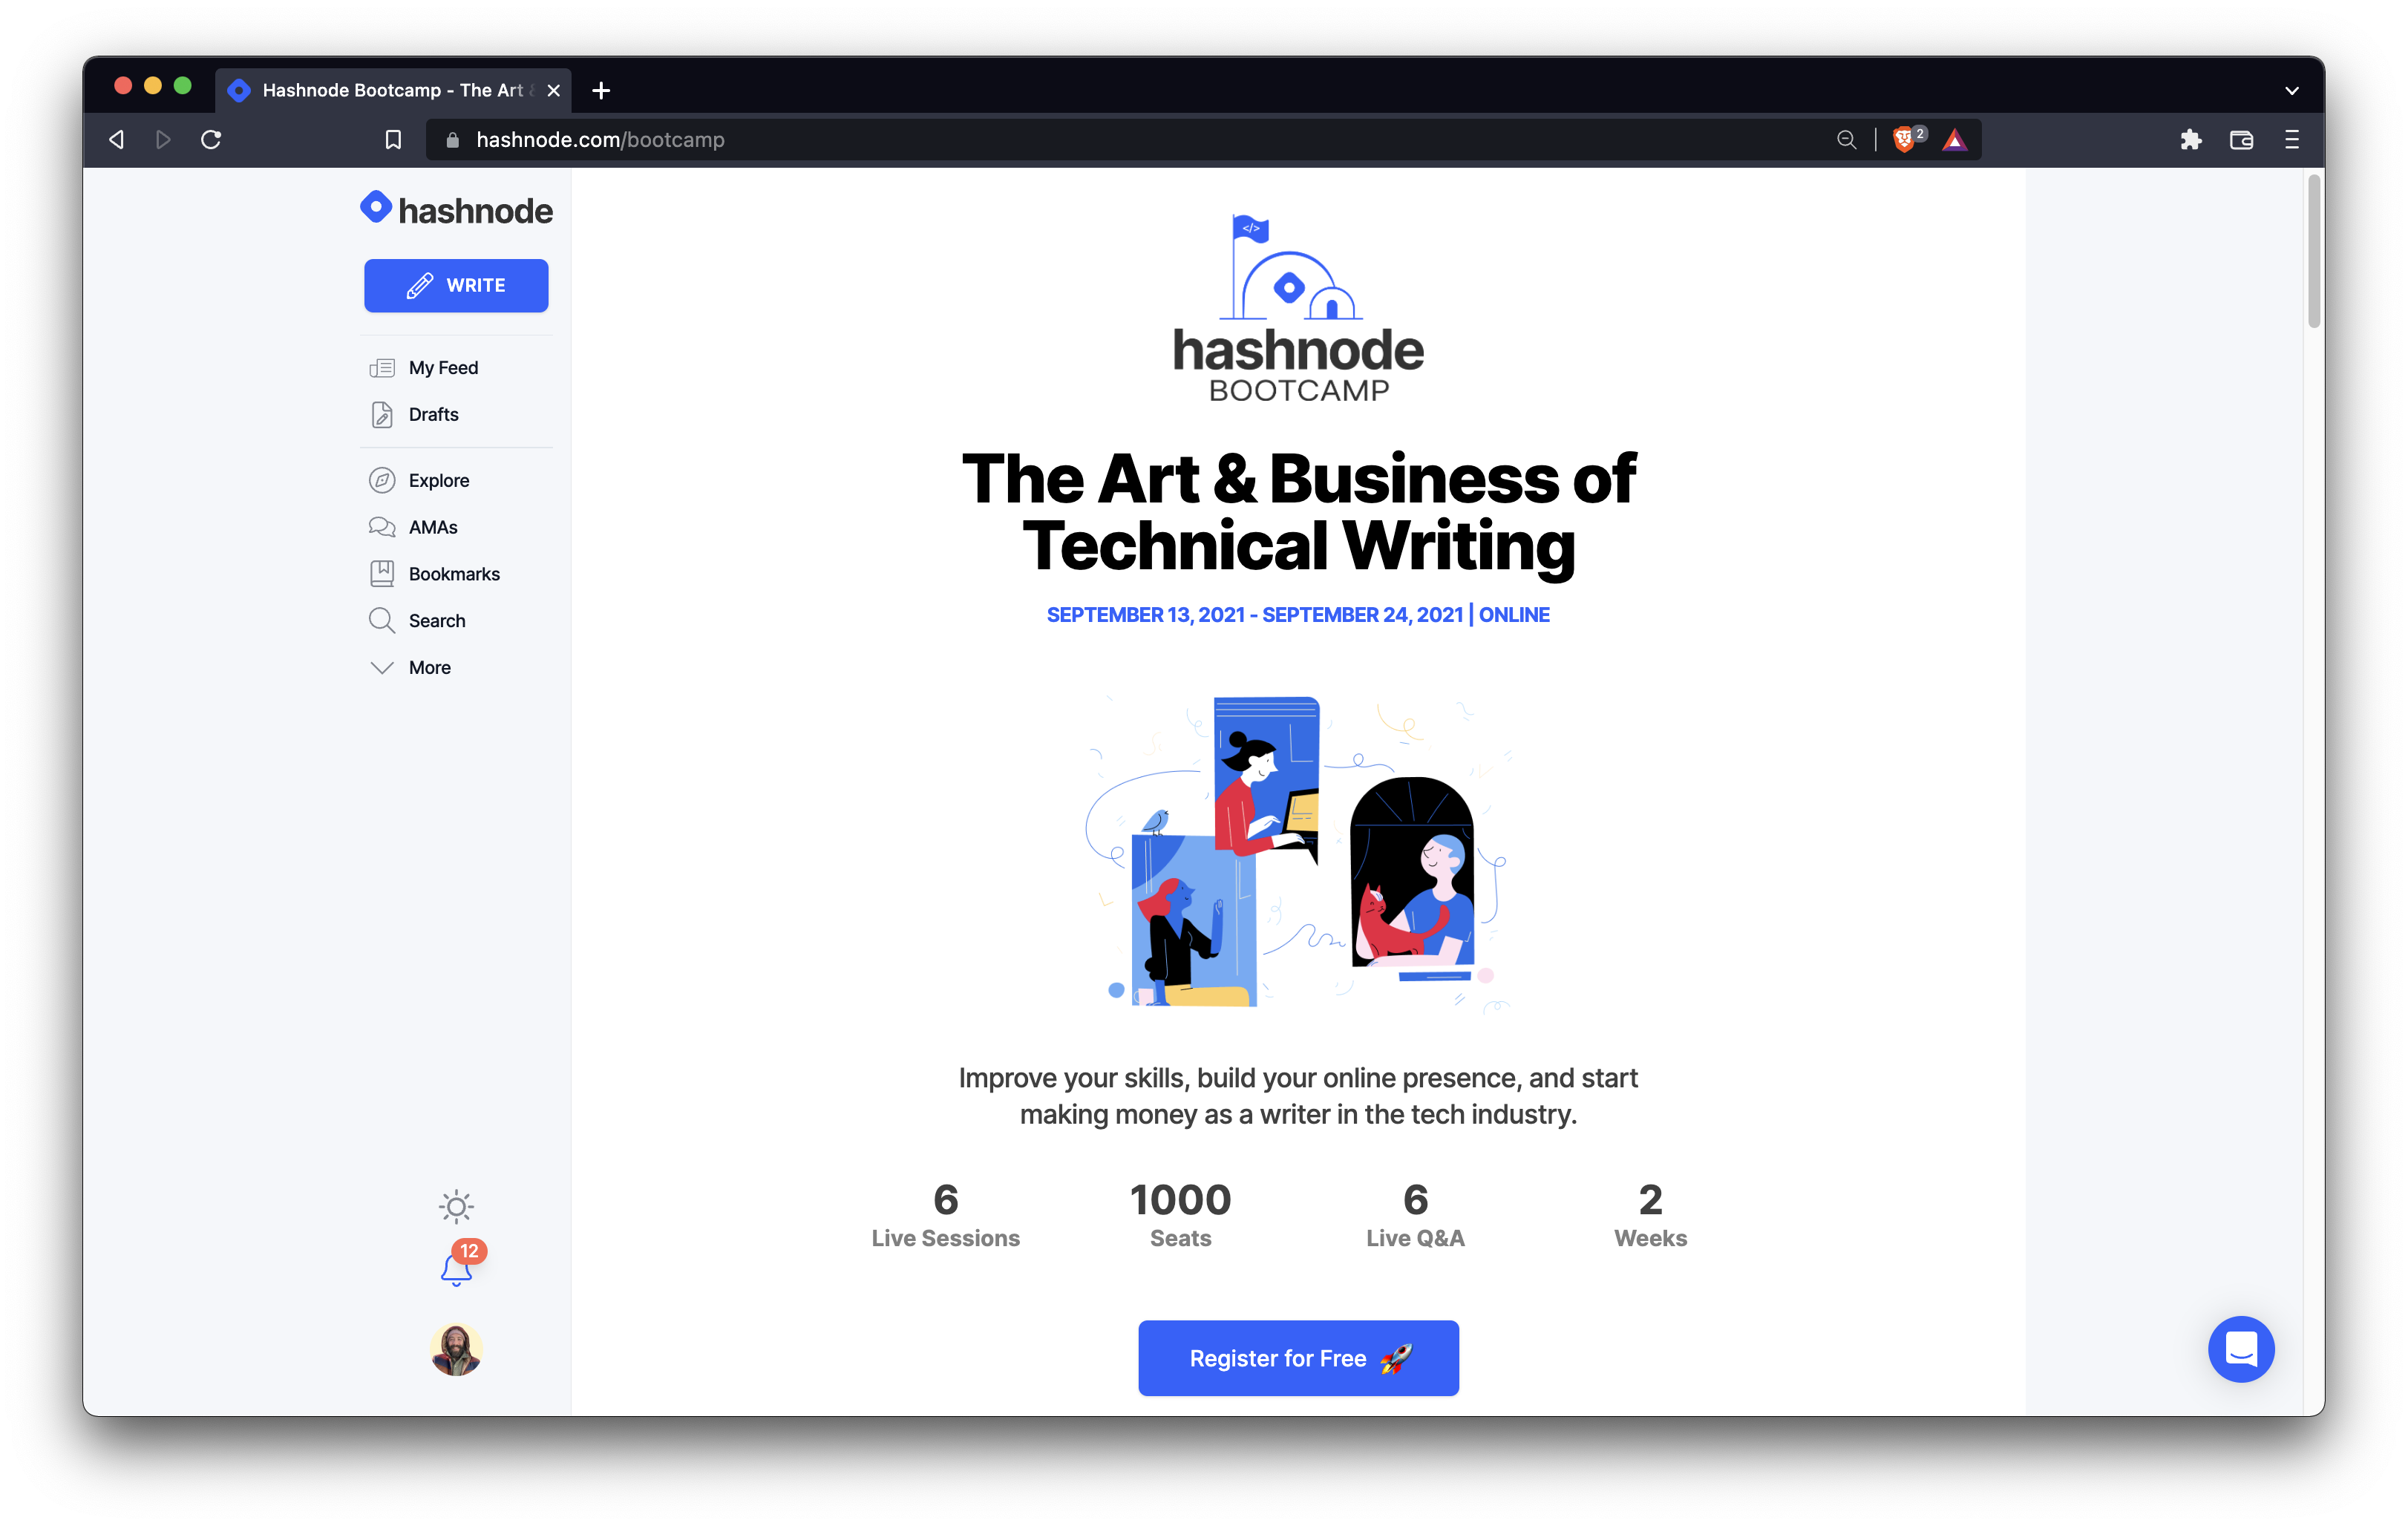 Hashnode Bootcamp - The Art
hashnode.com/bootcamp
2
hashnode
WRITE
My Feed
Drafts
Explore
AMAs
Bookmarks
Search
More
12
</>
hashnode
BOOTCAMP
The Art & Business of
Technical Writing
SEPTEMBER 13, 2021 - SEPTEMBER 24, 2021 | ONLINE
Improve your skills, build your online presence, and start
making money as a writer in the tech industry.
6 1000 6 2
Live Sessions Seats Live Q&A Weeks
Register for Free 🚀